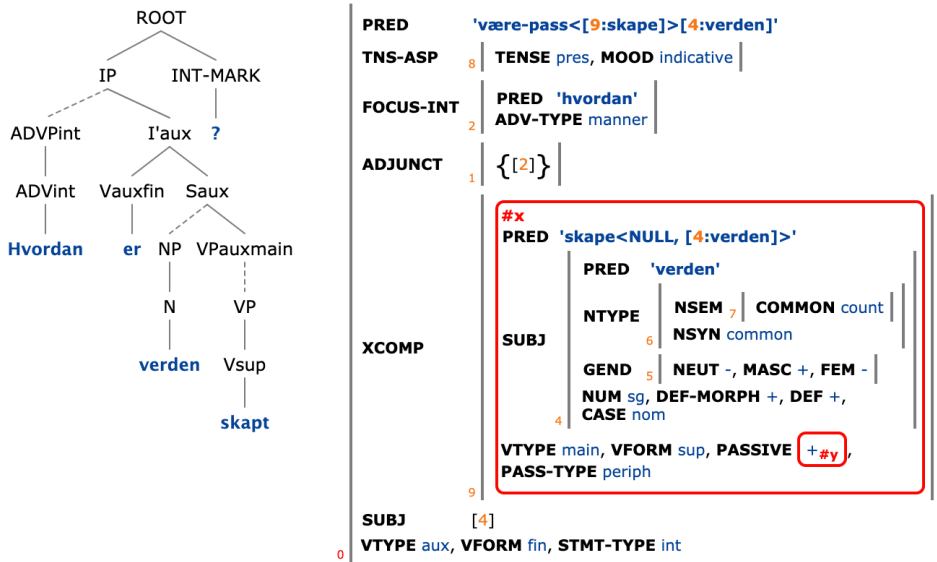 ROOT
IP INT-MARK
ADVPint I'aux ?
ADVint Vauxfin Saux
Hvordan er NP VPauxmain
N VP
verden Vsup
skapt
PRED 'være-pass<[9:skape]>[4:verden]'
TNS-ASP 8 TENSE pres, MOOD indicative
FOCUS-INT PRED 'hvordan'
2 ADV-TYPE manner
ADJUNCT 1 {[2]}
#x
PRED 'skape<NULL, [4:verden]>'
PRED 'verden'
NTYPE NSEM 7 COMMON count
6 NSYN common
SUBJ
XCOMP
GEND 5 NEUT -, MASC +, FEM -
NUM sg, DEF-MORPH +, DEF +,
4 CASE nom
VTYPE main, VFORM sup, PASSIVE +#y,
PASS-TYPE periph
9
SUBJ [4]
0 VTYPE aux, VFORM fin, STMT-TYPE int